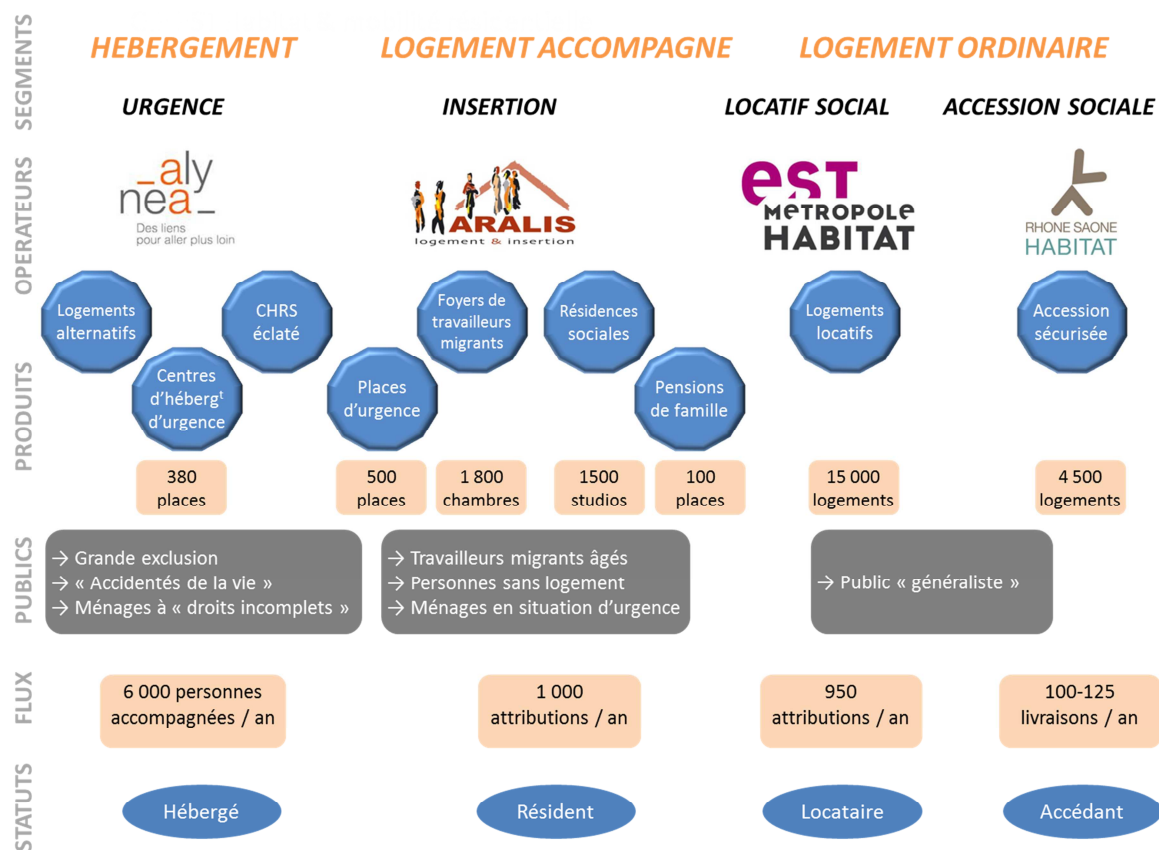 SEGMENTS
HEBERGEMENT
LOGEMENT ACCOMPAGNE
LOGEMENT ORDINAIRE
URGENCE
INSERTION
LOCATIF SOCIAL
ACCESSION SOCIALE
OPERATEURS
_aly
nea_
Des liens
pour aller plus loin
ARALIS
logement & insertion
EST
METROPOLE
HABITAT
RHONE SAONE
HABITAT
PRODUITS
Logements
alternatifs
Centres
d'hébergt
d'urgence
CHRS
éclaté
Places
d'urgence
Foyers de
travailleurs
migrants
Résidences
sociales
Pensions
de famille
Logements
locatifs
Accession
sécurisée
380
places
500
places
1 800
chambres
1500
studios
100
places
15 000
logements
4 500
logements
PUBLICS
→ Grande exclusion
→ « Accidentés de la vie »
→ Ménages à « droits incomplets »
→ Travailleurs migrants âgés
→ Personnes sans logement
→ Ménages en situation d'urgence
→ Public « généraliste »
FLUX
6 000 personnes
accompagnées / an
1 000
attributions / an
950
attributions / an
100-125
livraisons / an
STATUTS
Hébergé
Résident
Locataire
Accédant